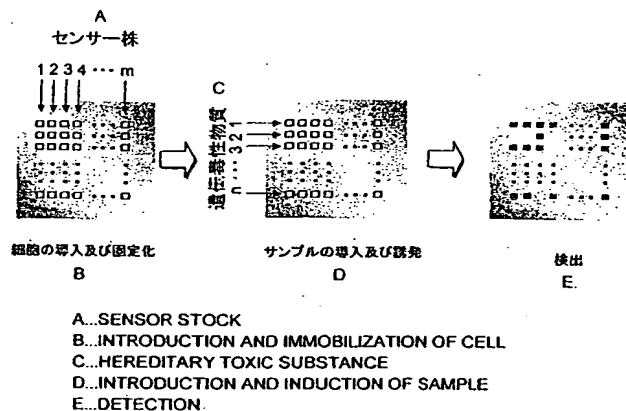 A
センサー株
1 2 3 4 ・・・ m
C
遺伝毒性物質
1
2
3
n
細胞の導入及び固定化
B
サンプルの導入及び誘発
D
検出
E.
A...SENSOR STOCK
B...INTRODUCTION AND IMMOBILIZATION OF CELL
C...HEREDITARY TOXIC SUBSTANCE
D...INTRODUCTION AND INDUCTION OF SAMPLE
E...DETECTION